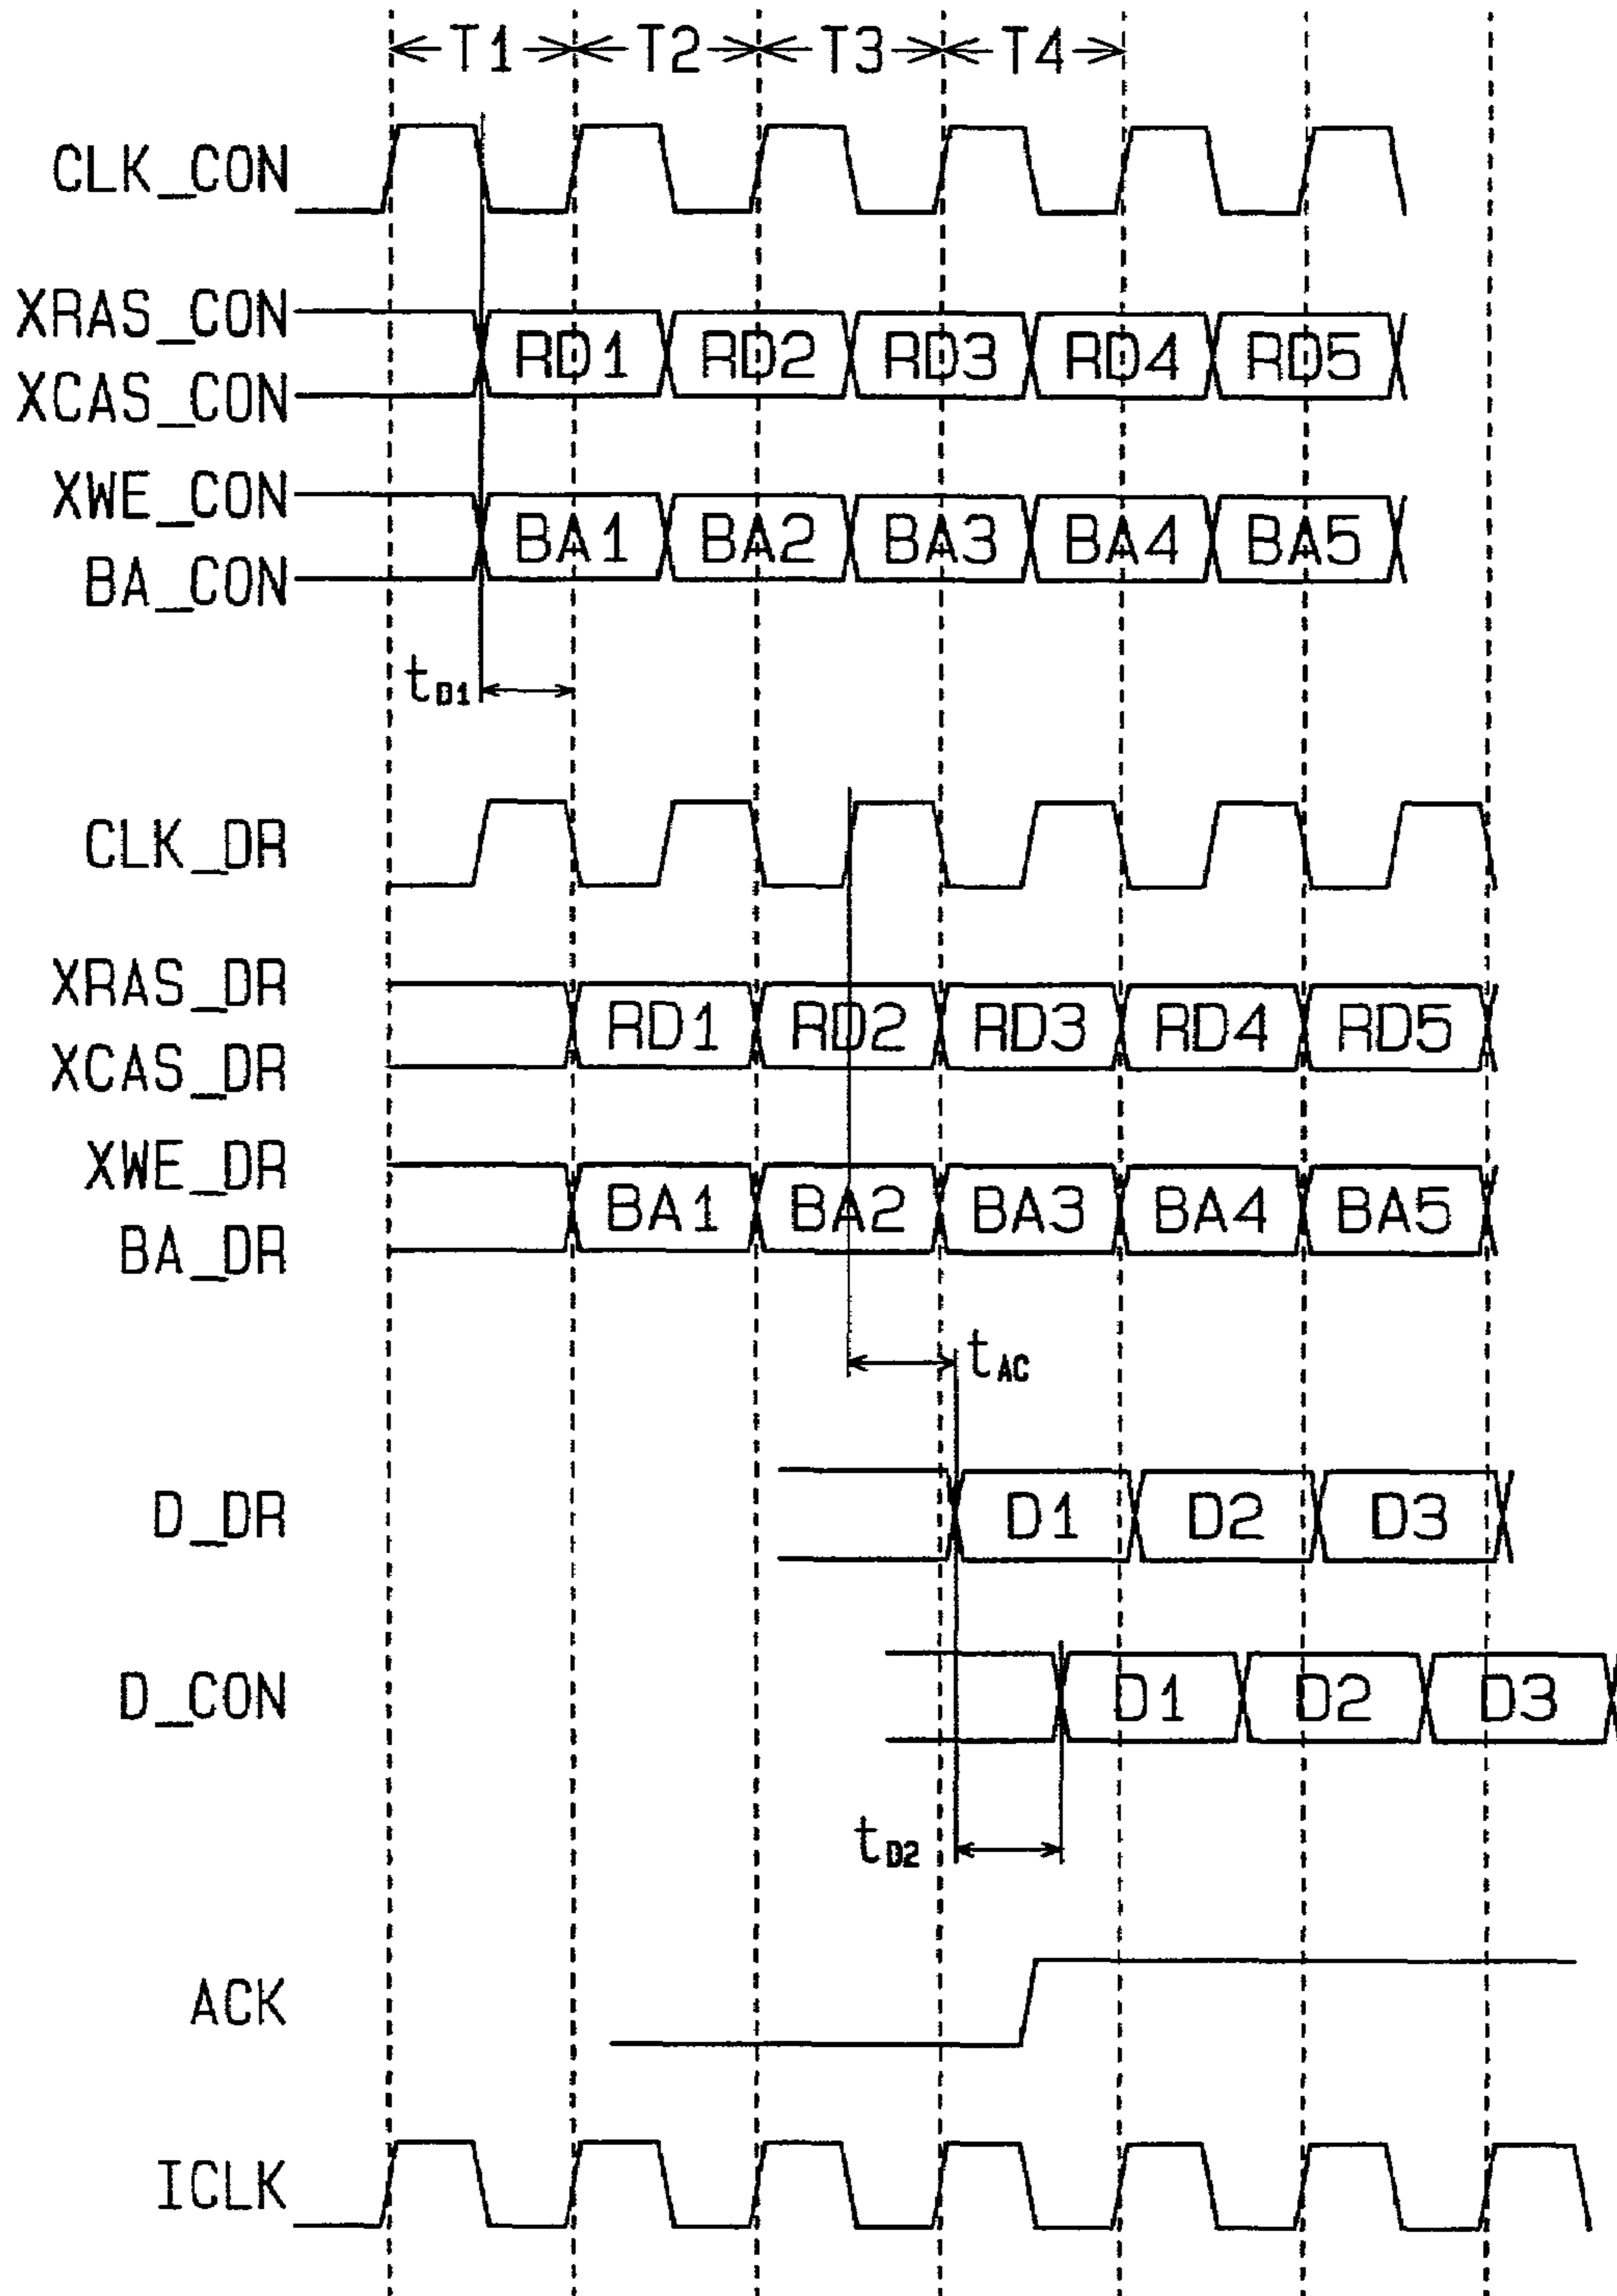 T1 T2 T3 T4
CLK_CON
XRAS_CON
RD1 RD2 RD3 RD4 RD5
XCAS_CON
XWE_CON
BA1 BA2 BA3 BA4 BA5
BA_CON
tD1
CLK_DR
XRAS_DR
RD1 RD2 RD3 RD4 RD5
XCAS_DR
XWE_DR
BA1 BA2 BA3 BA4 BA5
BA_DR
tAC
D_DR D1 D2 D3
D_CON D1 D2 D3
tD2
ACK
ICLK